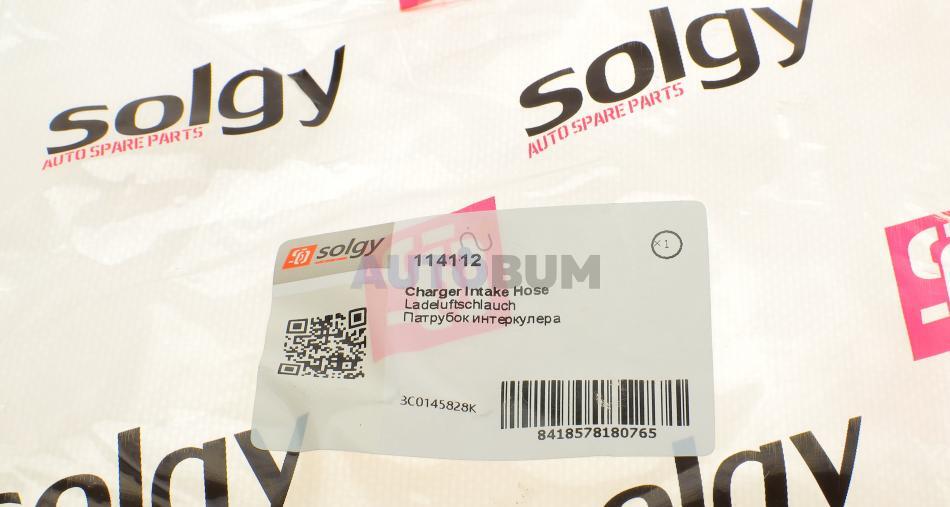 solgy
AUTO SPARE PARTS
solgy
AUTO SPARE PARTS
solgy
114112
x1
AUTOBUM
Charger Intake Hose
Ladeluftschlauch
Патрубок интеркулера
3C0145828K
8418578180765
solgy
solgy